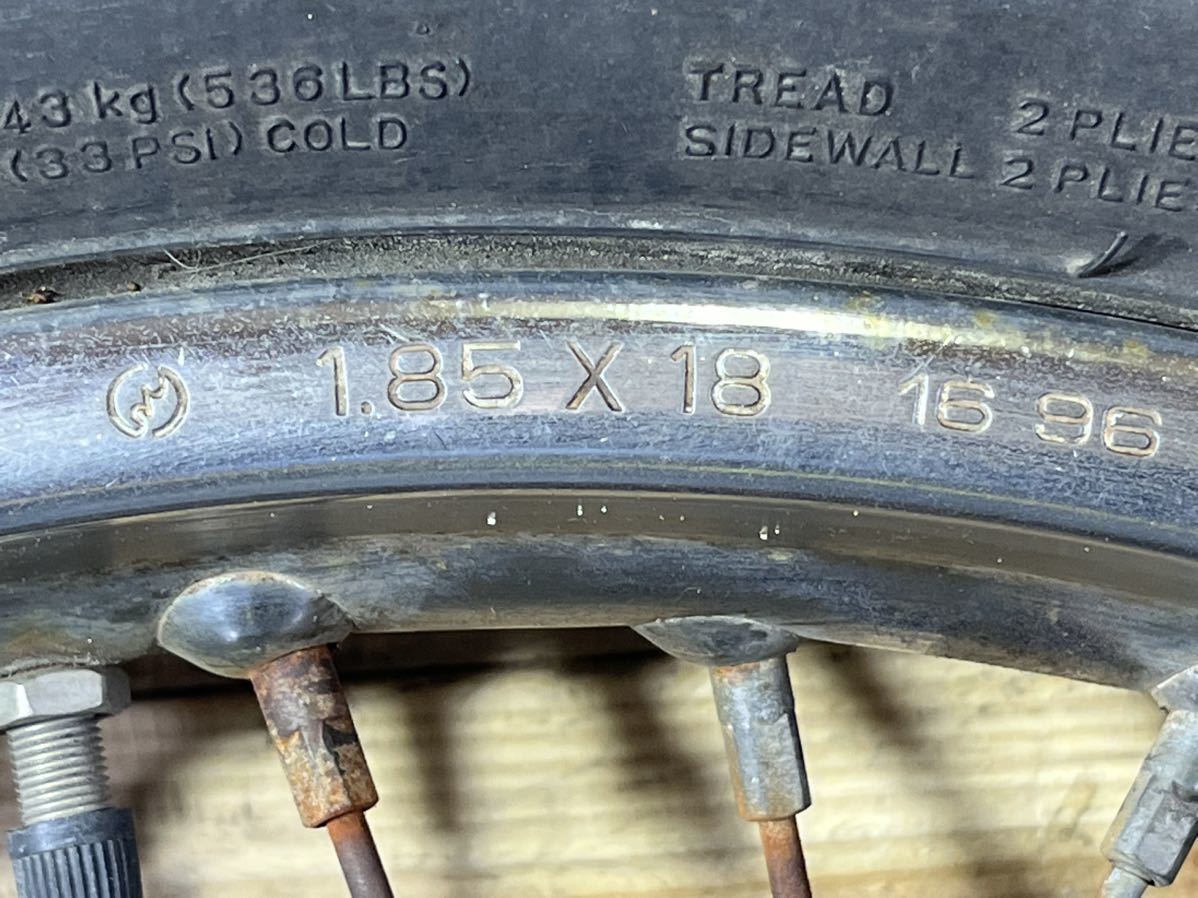 43 kg (536 LBS)
(33 PSI) COLD
TREAD 2 PLIE
SIDEWALL 2 PLIE
1.85 X 18 16 96